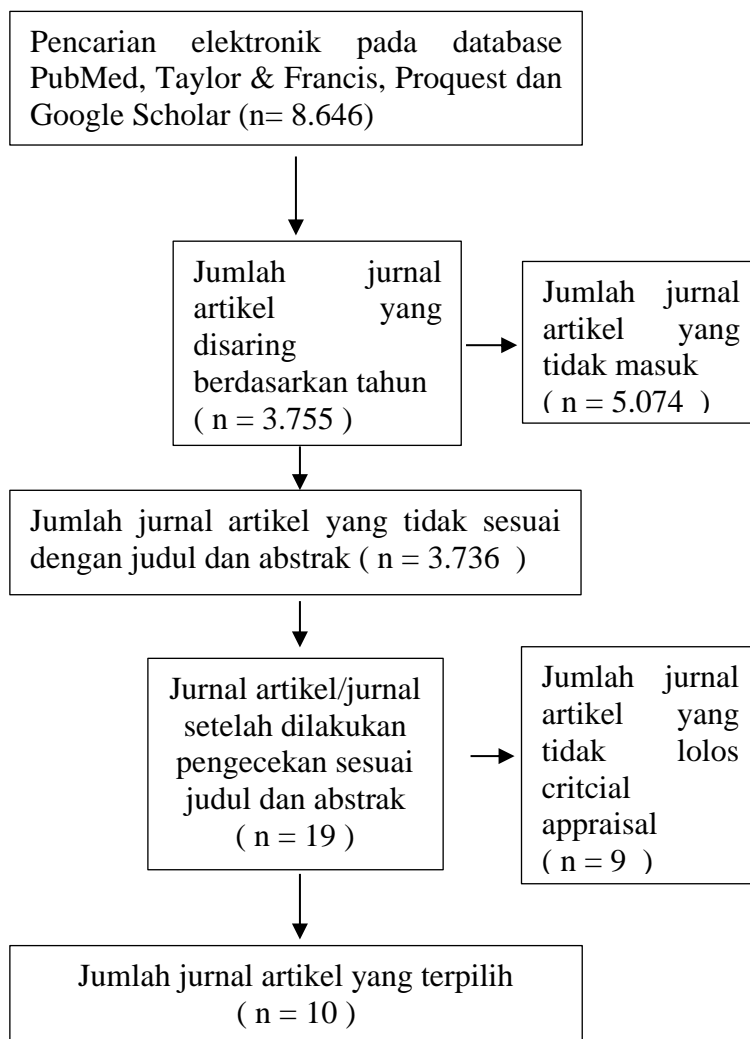 Pencarian elektronik pada database
PubMed, Taylor & Francis, Proquest dan
Google Scholar (n= 8.646)
Jumlah jurnal
artikel yang
disaring
berdasarkan tahun
( n = 3.755 )
Jumlah jurnal
artikel yang
tidak masuk
( n = 5.074 )
Jumlah jurnal artikel yang tidak sesuai
dengan judul dan abstrak ( n = 3.736 )
Jurnal artikel/jurnal
setelah dilakukan
pengecekan sesuai
judul dan abstrak
( n = 19 )
Jumlah jurnal
artikel yang
tidak lolos
critcial
appraisal
( n = 9 )
Jumlah jurnal artikel yang terpilih
( n = 10 )